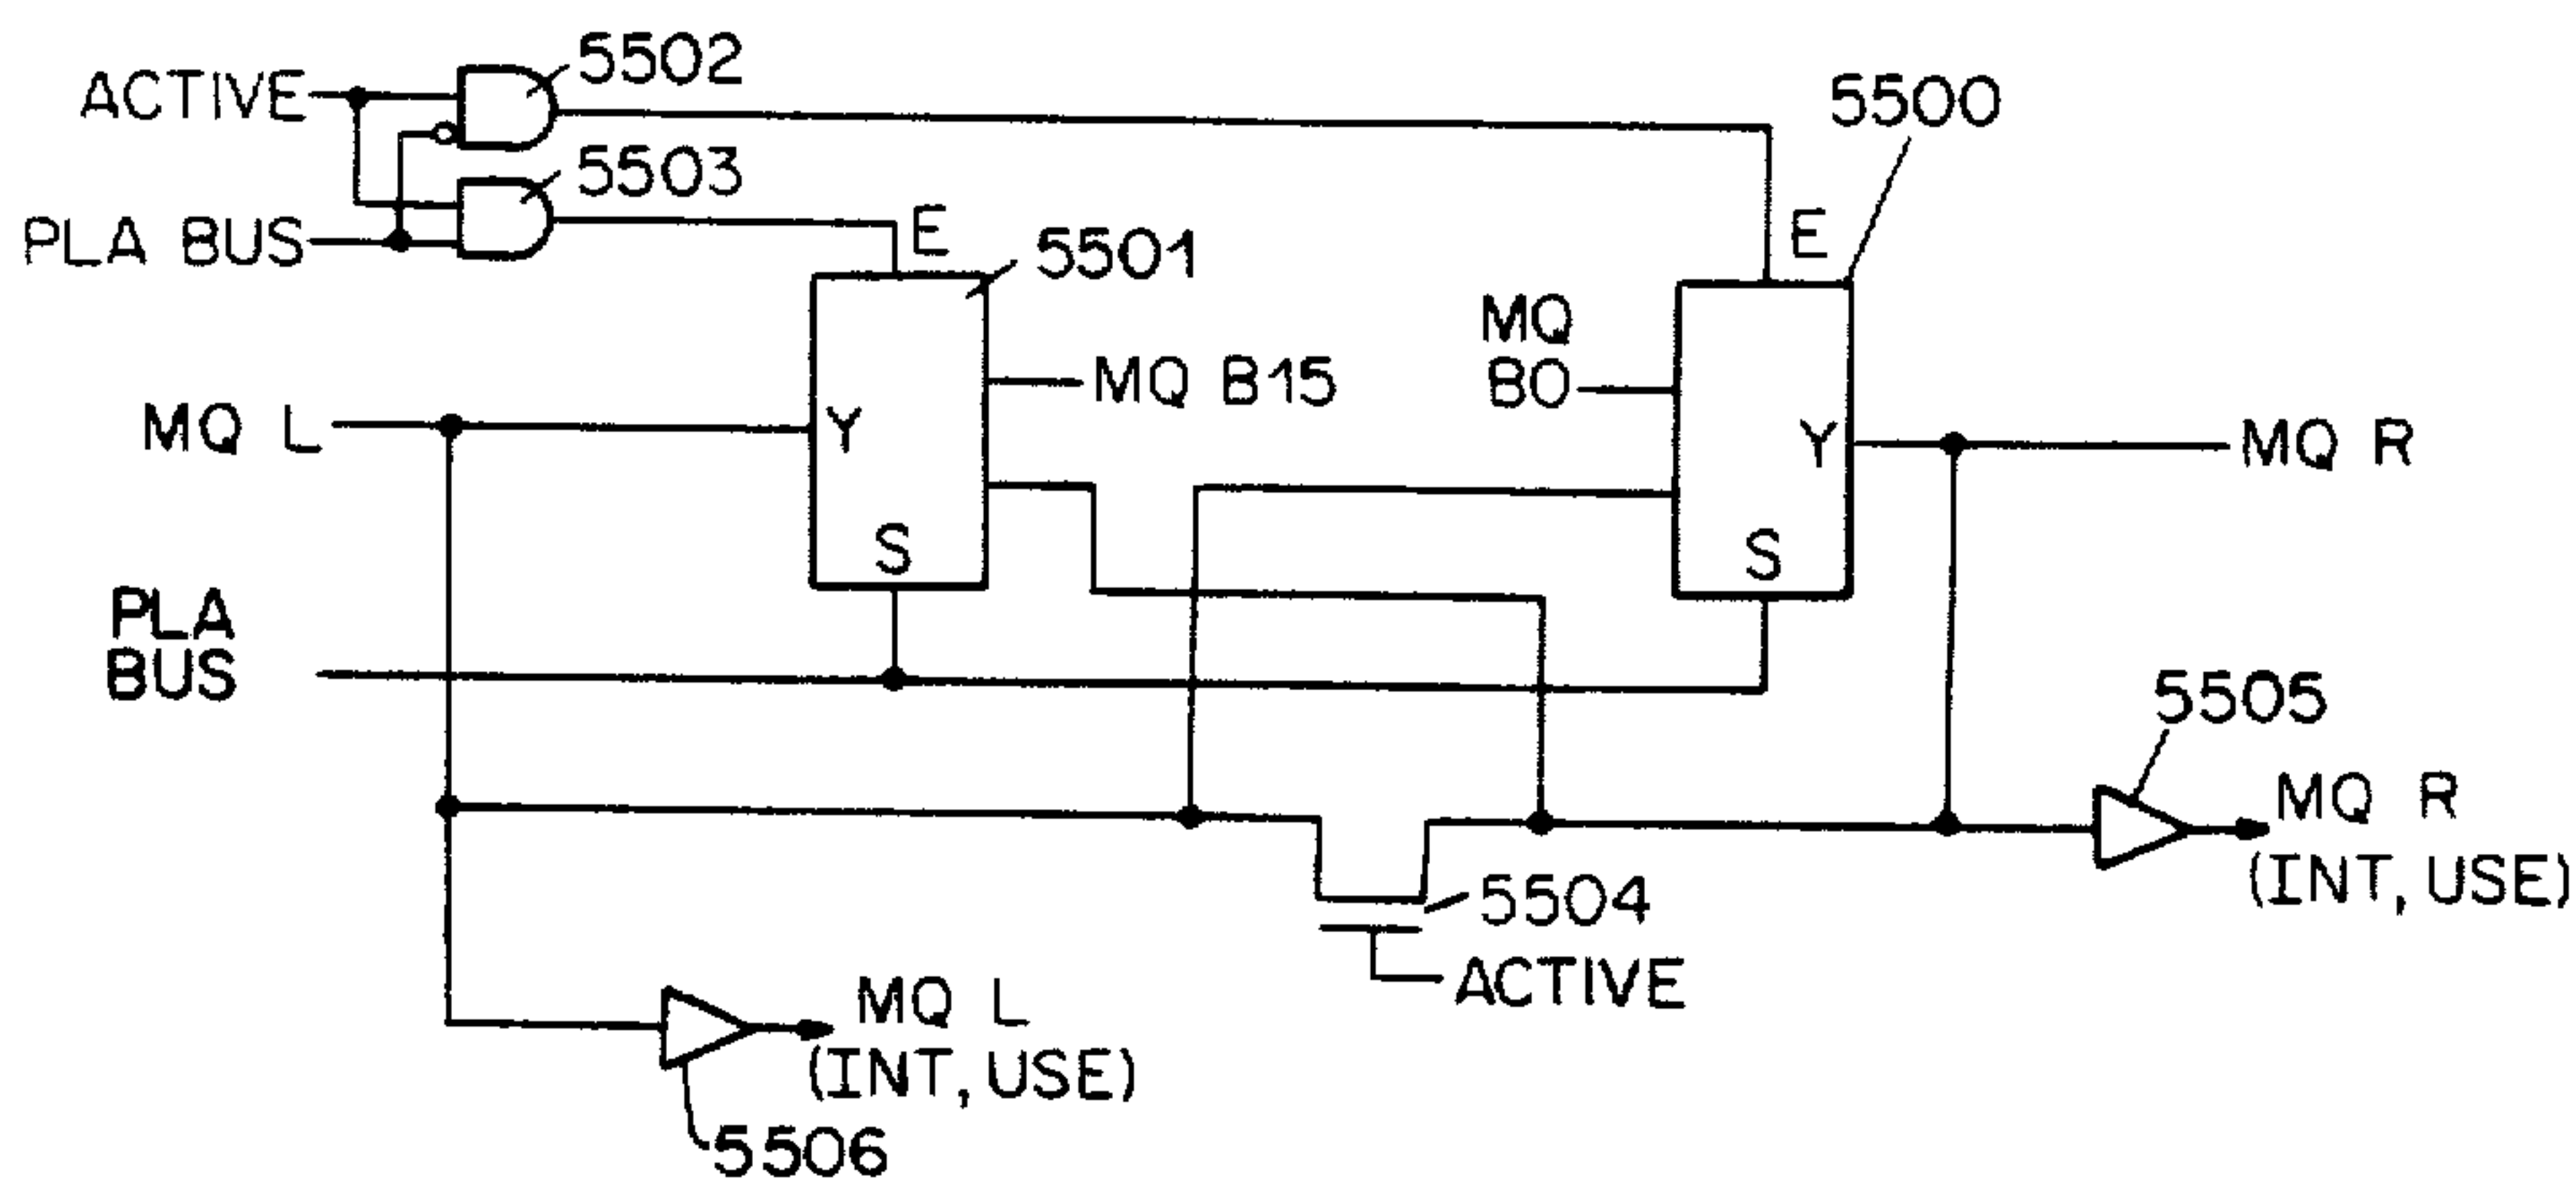 5502
ACTIVE
5500
5503
PLA BUS
E
5501
E
MQ
B0
MQ B15
MQ L
Y
Y
MQ R
S
S
PLA
BUS
5505
MQ R
(INT, USE)
5504
ACTIVE
MQ L
(INT, USE)
5506